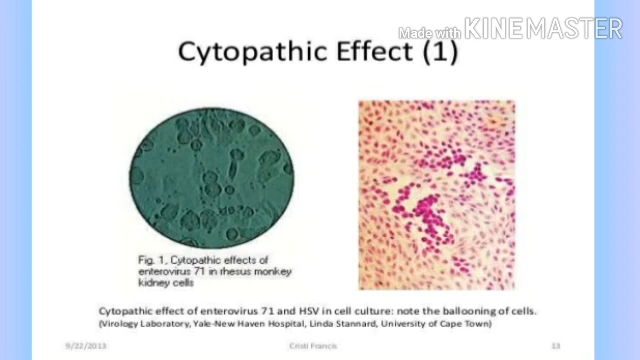 Made with KINEMASTER
Cytopathic Effect (1)
Fig. 1, Cytopathic effects of
enterovirus 71 in rhesus monkey
kidney cells
Cytopathic effect of enterovirus 71 and HSV in cell culture: note the ballooning of cells.
(Virology Laboratory, Yale-New Haven Hospital, Linda Stannard, University of Cape Town)
9/22/2013 Cristi Francis 13